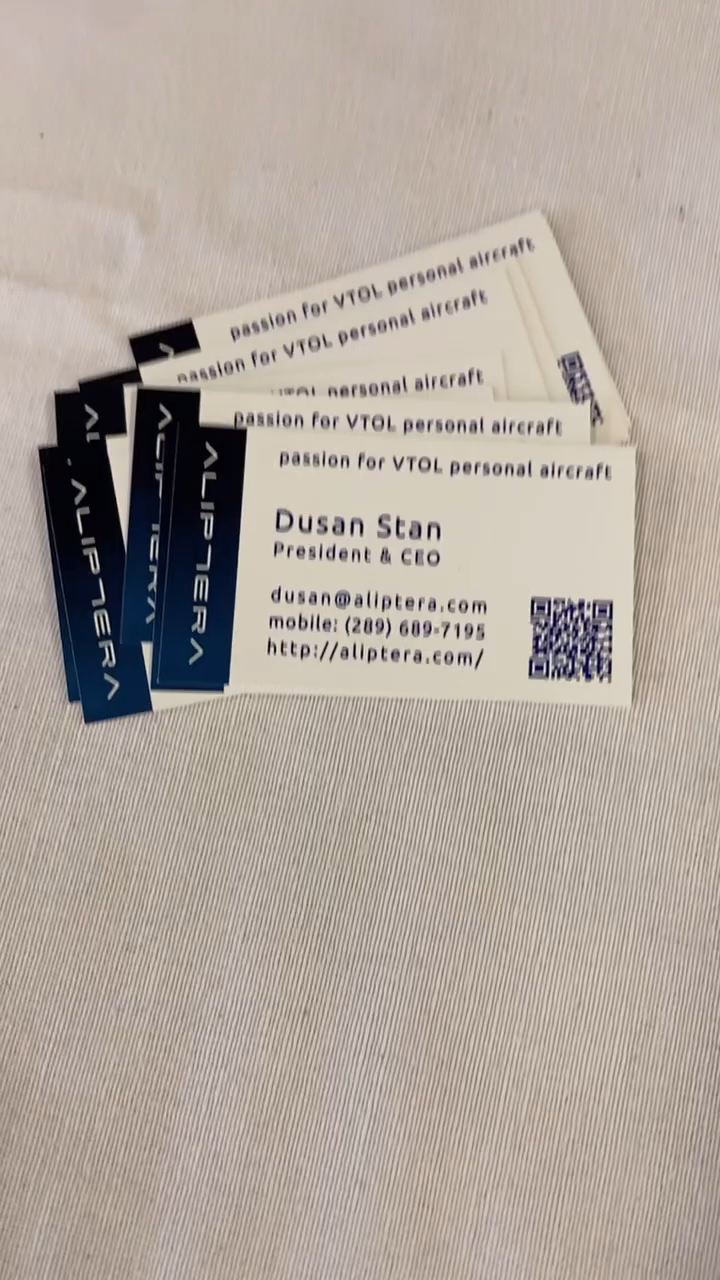 passion for VTOL personal aircraft
passion for VTOL personal aircraft
VTOL personal aircraft
passion for VTOL personal aircraft
passion for VTOL personal aircraft
ALIPTERA
ALIPTERA
ALIPTERA
Dusan Stan
President & CEO
dusan@aliptera.com
mobile: (289) 689-7195
http://aliptera.com/